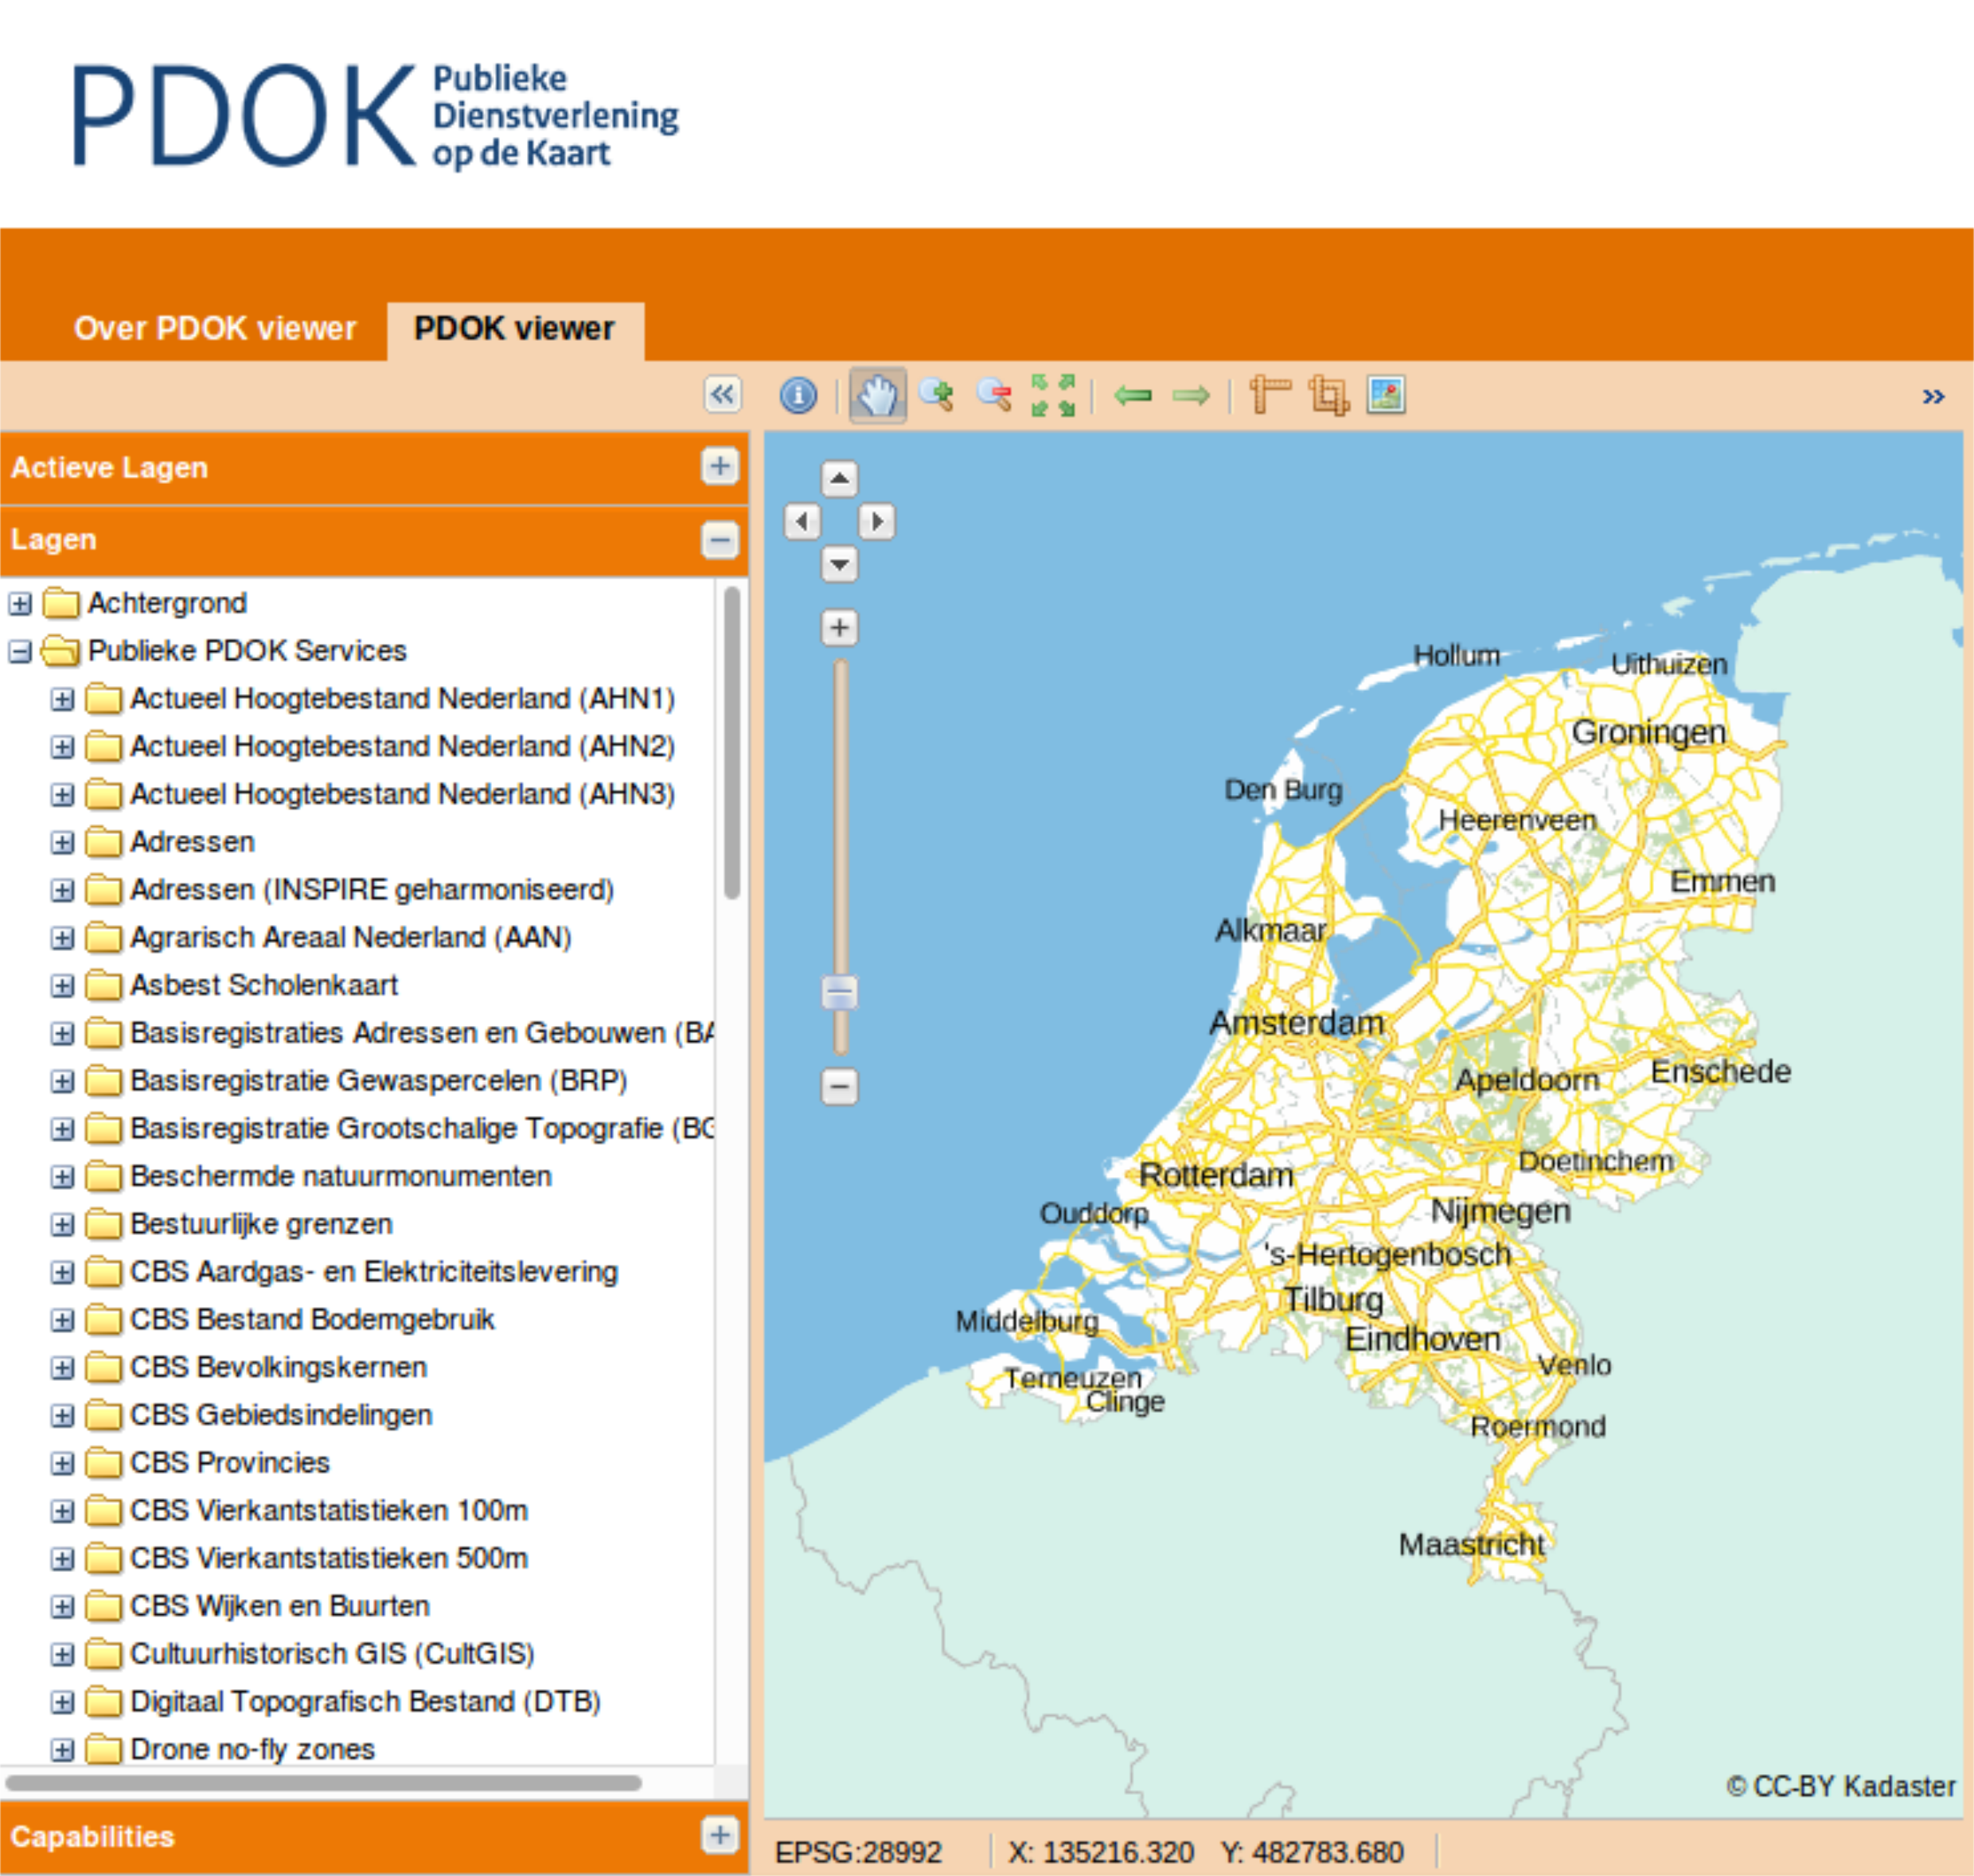 PDOK
Publieke
Dienstverlening
op de Kaart
Over PDOK viewer
PDOK viewer
Actieve Lagen
Lagen
Achtergrond
Publieke PDOK Services
Actueel Hoogtebestand Nederland (AHN1)
Actueel Hoogtebestand Nederland (AHN2)
Actueel Hoogtebestand Nederland (AHN3)
Adressen
Adressen (INSPIRE geharmoniseerd)
Agrarisch Areaal Nederland (AAN)
Asbest Scholenkaart
Basisregistraties Adressen en Gebouwen (BA
Basisregistratie Gewaspercelen (BRP)
Basisregistratie Grootschalige Topografie (BG
Beschermde natuurmonumenten
Bestuurlijke grenzen
CBS Aardgas- en Elektriciteitslevering
CBS Bestand Bodemgebruik
CBS Bevolkingskernen
CBS Gebiedsindelingen
CBS Provincies
CBS Vierkantstatistieken 100m
CBS Vierkantstatistieken 500m
CBS Wijken en Buurten
Cultuurhistorisch GIS (CultGIS)
Digitaal Topografisch Bestand (DTB)
Drone no-fly zones
Capabilities
Hollum
Uithuizen
Groningen
Den Burg
Heerenveen
Emmen
Alkmaar
Amsterdam
Enschede
Apeldoorn
Doetinchem
Rotterdam
Nijmegen
Ouddorp
's-Hertogenbosch
Tilburg
Middelburg
Eindhoven
Venlo
Terneuzen
Clinge
Roermond
Maastricht
© CC-BY Kadaster
EPSG:28992
X: 135216.320 Y: 482783.680